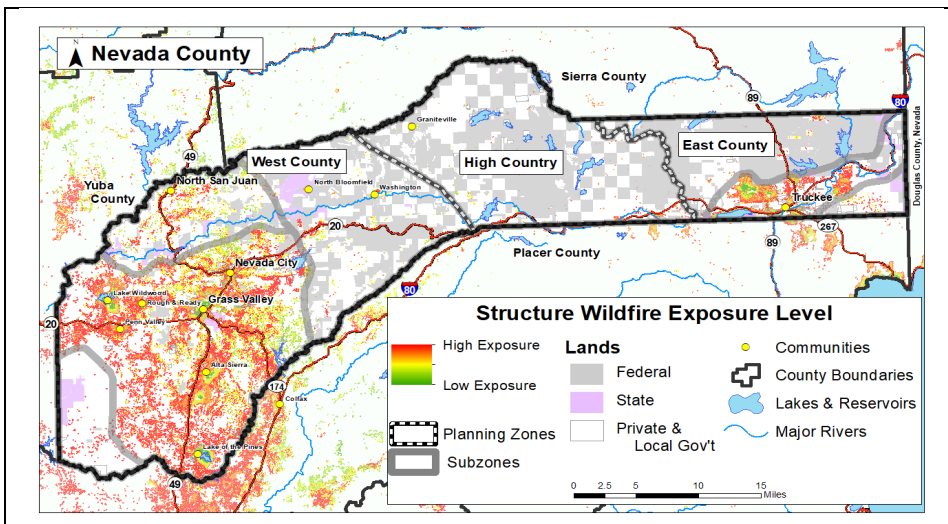 N
Nevada County
Sierra County
89
80
Graniteville
West County
High Country
East County
Douglas County, Nevada
49
Yuba
County
North San Juan
North Bloomfield
Washington
Truckee
20
267
89
Placer County
Nevada City
80
Lake Wildwood
Rough & Ready
Grass Valley
20
Penn Valley
Alta Sierra
174
Colfax
Lake of the Pines
49
Structure Wildfire Exposure Level
High Exposure
Low Exposure
Planning Zones
Subzones
Lands
Federal
State
Private &
Local Gov't
Communities
County Boundaries
Lakes & Reservoirs
Major Rivers
0 2.5 5 10 15
Miles